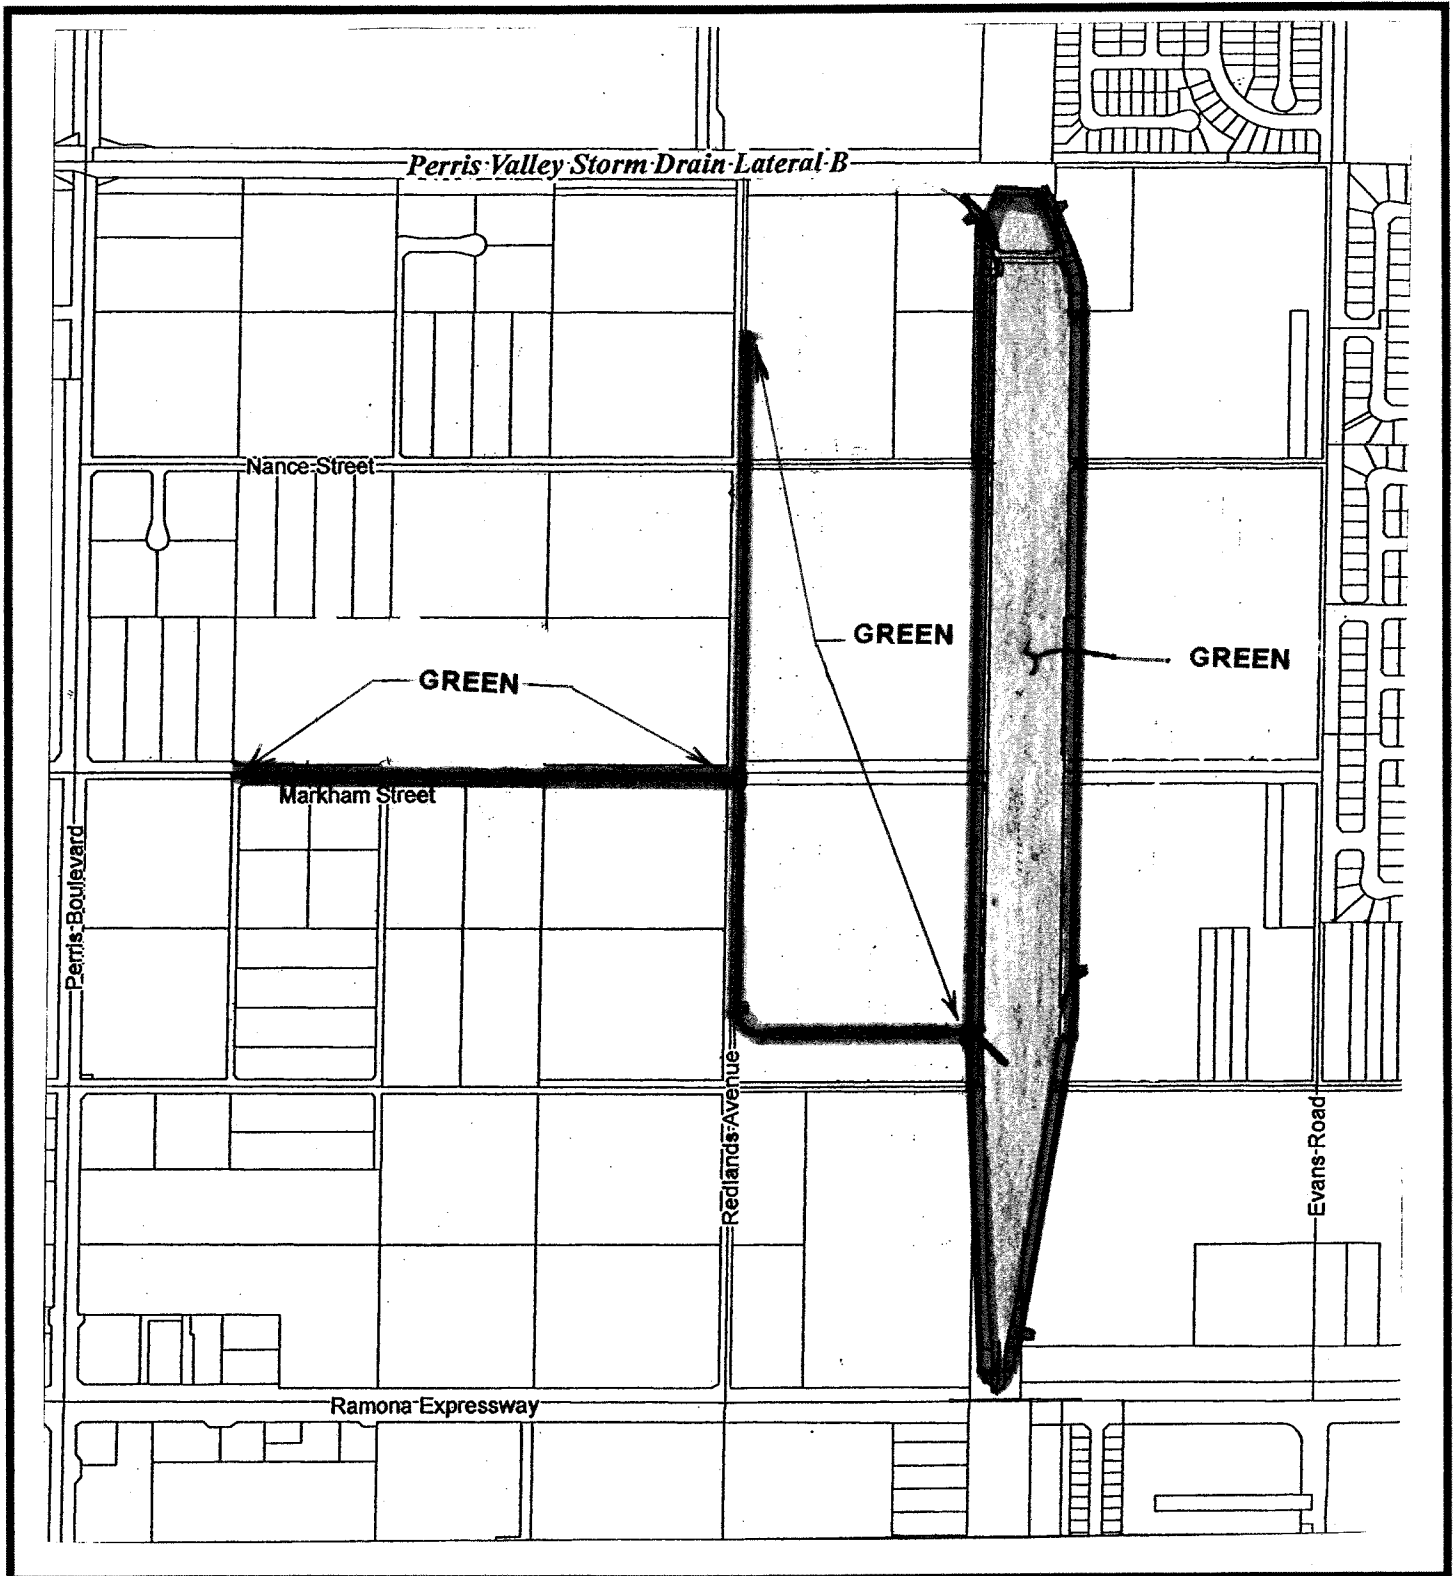 Perris Valley Storm Drain Lateral B
Nance Street
GREEN
GREEN
GREEN
Markham Street
Perris Boulevard
Redlands Avenue
Evans Road
Ramona Expressway